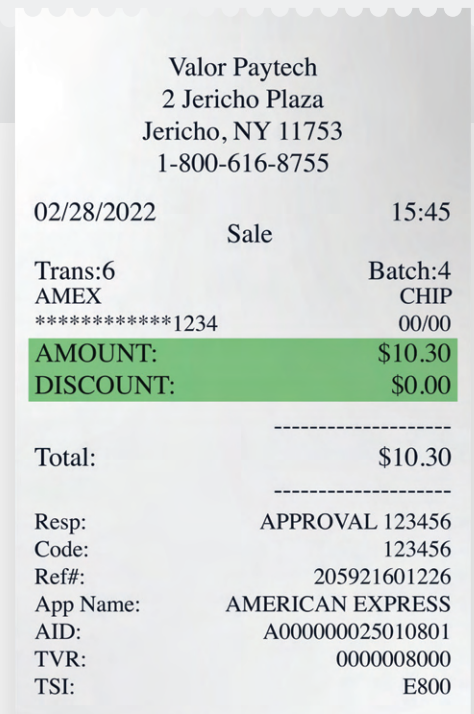 Valor Paytech
2 Jericho Plaza
Jericho, NY 11753
1-800-616-8755
02/28/2022 15:45
Sale
Trans:6 Batch:4
AMEX CHIP
************1234 00/00
AMOUNT: $10.30
DISCOUNT: $0.00
-------------------
Total: $10.30
-------------------
Resp: APPROVAL 123456
Code: 123456
Ref#: 205921601226
App Name: AMERICAN EXPRESS
AID: A000000025010801
TVR: 0000008000
TSI: E800